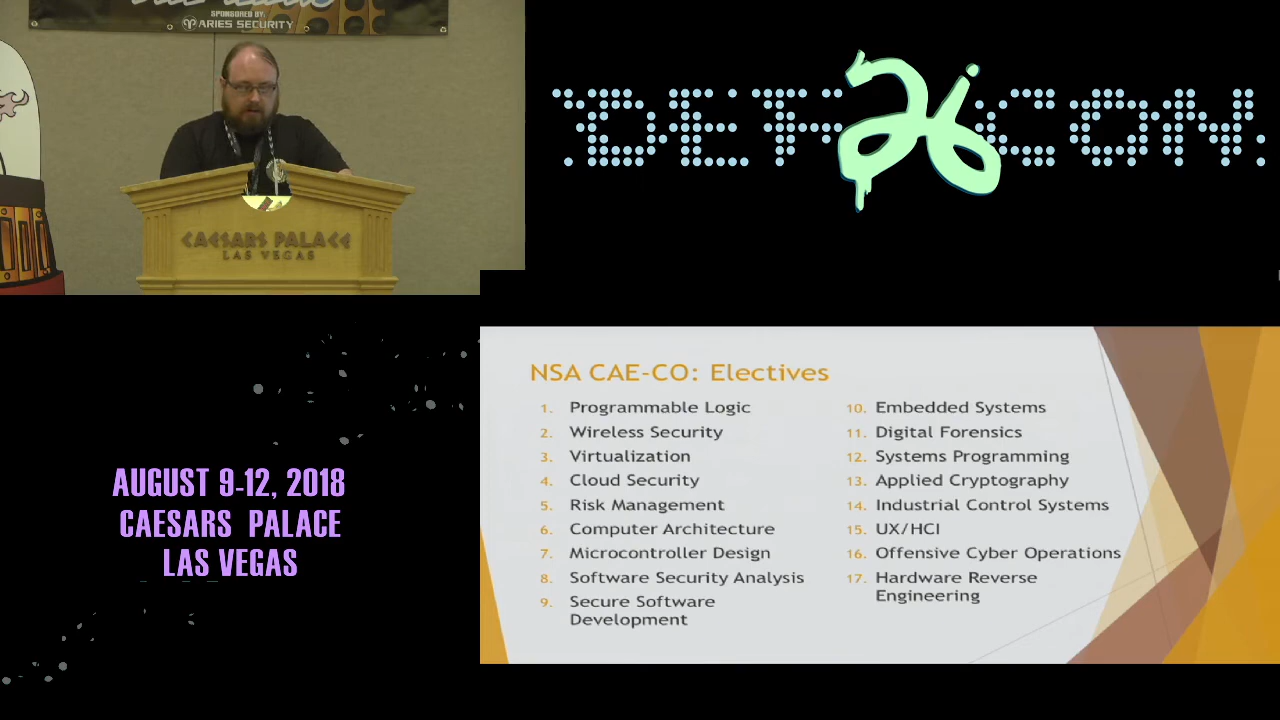 SPONSORED BY:
ARIES SECURITY
CAESARS PALACE
LAS VEGAS
DEF 26 CON
AUGUST 9-12, 2018
CAESARS PALACE
LAS VEGAS
NSA CAE-CO: Electives
1. Programmable Logic
2. Wireless Security
3. Virtualization
4. Cloud Security
5. Risk Management
6. Computer Architecture
7. Microcontroller Design
8. Software Security Analysis
9. Secure Software
Development
10. Embedded Systems
11. Digital Forensics
12. Systems Programming
13. Applied Cryptography
14. Industrial Control Systems
15. UX/HCI
16. Offensive Cyber Operations
17. Hardware Reverse
Engineering